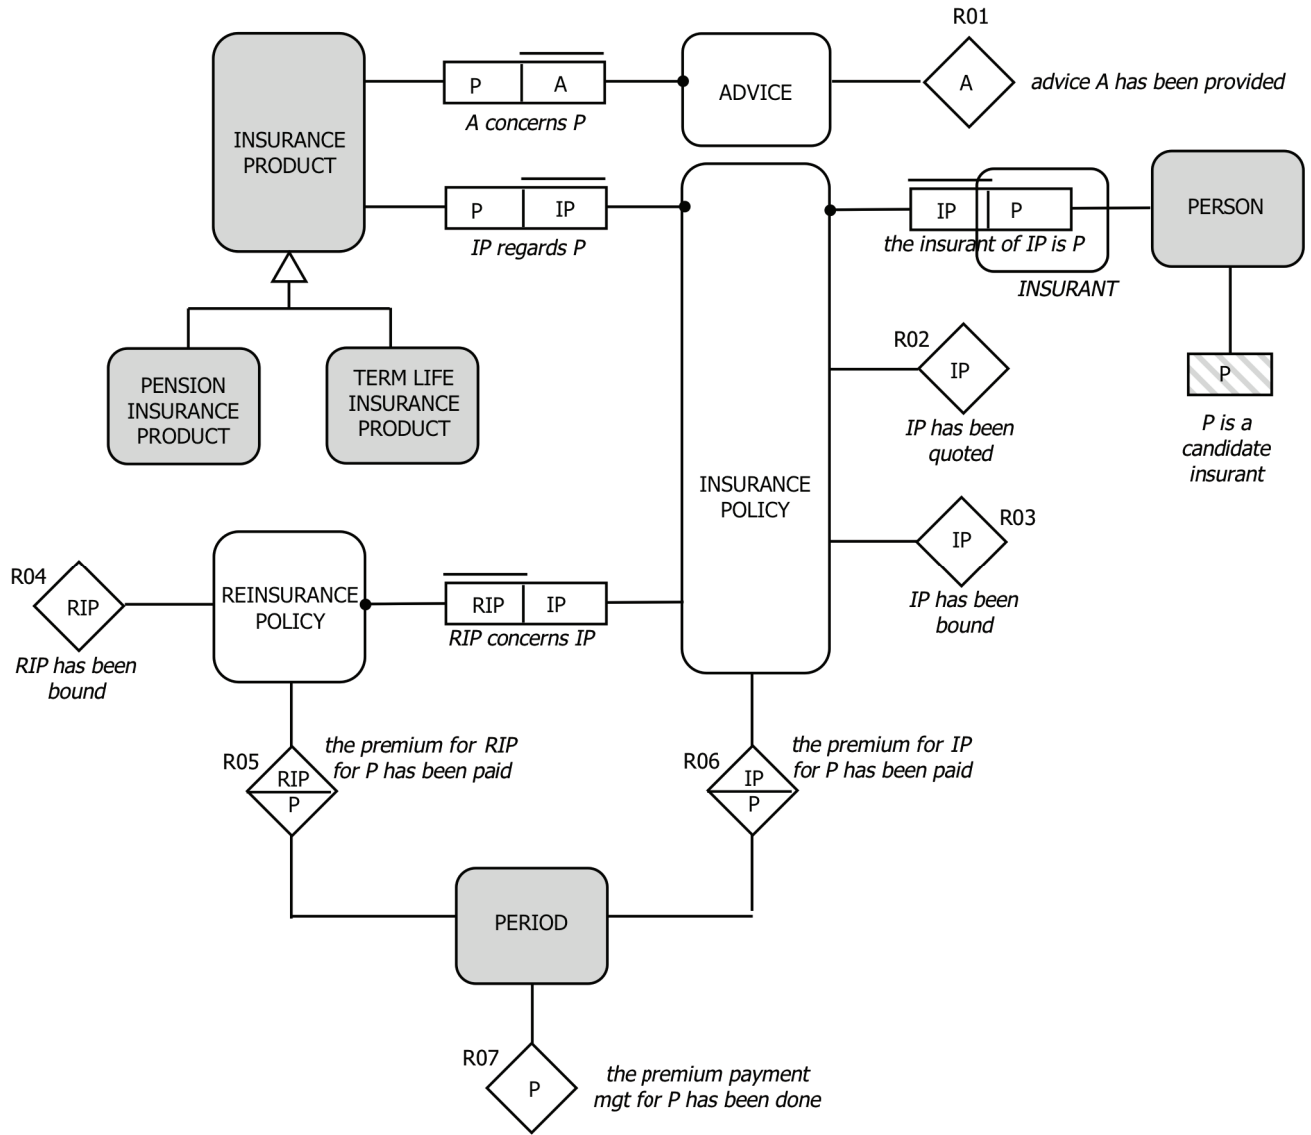 R01
P
A
A concerns P
ADVICE
A
advice A has been provided
INSURANCE
PRODUCT
P
IP
IP regards P
IP
P
the insurant of IP is P
INSURANT
PERSON
P
P is a
candidate
insurant
PENSION
INSURANCE
PRODUCT
TERM LIFE
INSURANCE
PRODUCT
R02
IP
IP has been
quoted
INSURANCE
POLICY
R03
IP
IP has been
bound
R04
RIP
RIP has been
bound
REINSURANCE
POLICY
RIP
IP
RIP concerns IP
R05
RIP
P
the premium for RIP
for P has been paid
R06
IP
P
the premium for IP
for P has been paid
PERIOD
R07
P
the premium payment
mgt for P has been done